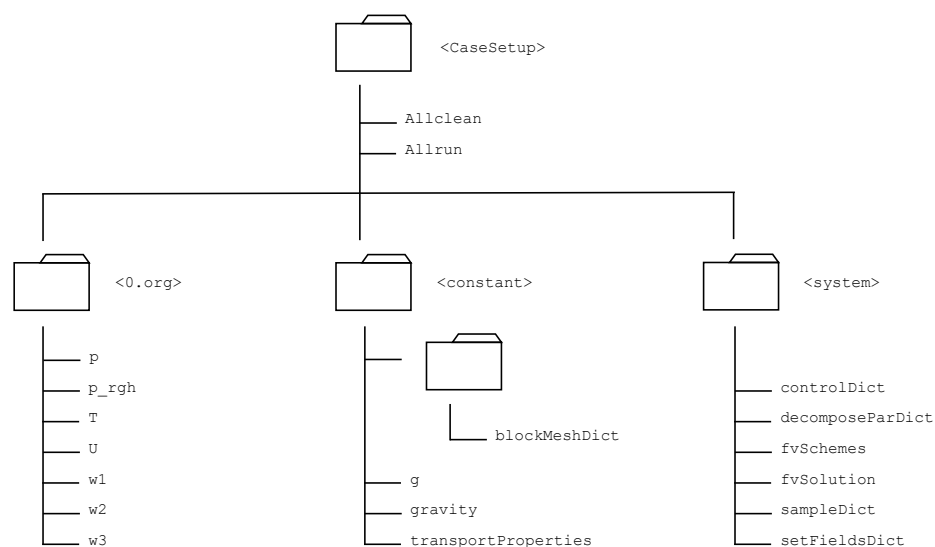 <CaseSetup>
Allclean
Allrun
<0.org>
p
p_rgh
T
U
w1
w2
w3
<constant>
blockMeshDict
g
gravity
transportProperties
<system>
controlDict
decomposeParDict
fvSchemes
fvSolution
sampleDict
setFieldsDict